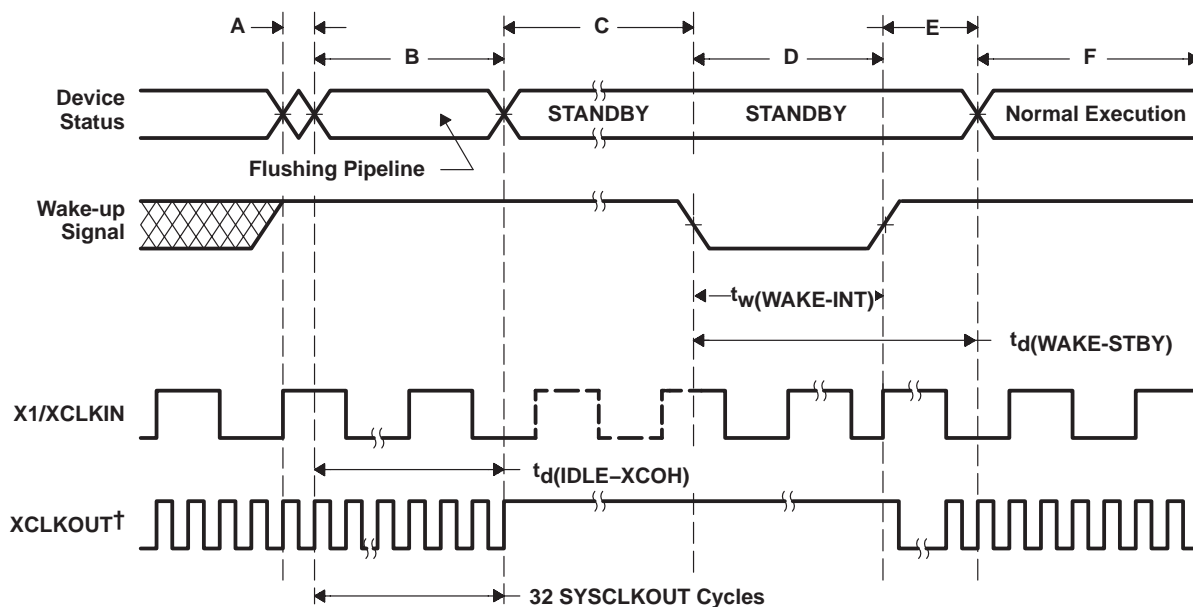 A
B
C
D
E
F
Device
Status
STANDBY
STANDBY
Normal Execution
Flushing Pipeline
Wake-up
Signal
tw(WAKE-INT)
td(WAKE-STBY)
X1/XCLKIN
td(IDLE–XCOH)
XCLKOUT†
32 SYSCLKOUT Cycles